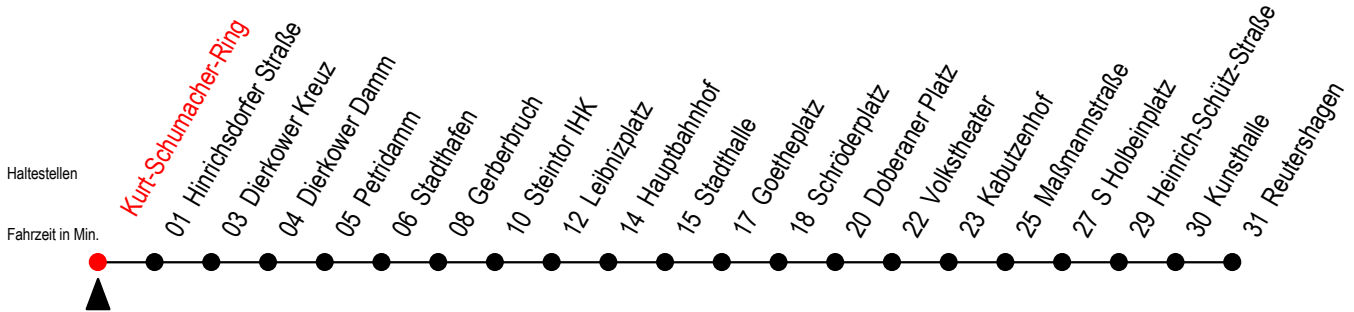 Haltestellen
Fahrzeit in Min.
Kurt-Schumacher-Ring
01 Hinrichsdorfer Straße
03 Dierkower Kreuz
04 Dierkower Damm
05 Petridamm
06 Stadthafen
08 Gerberbruch
10 Steintor IHK
12 Leibnizplatz
14 Hauptbahnhof
15 Stadthalle
17 Goetheplatz
18 Schröderplatz
20 Doberaner Platz
22 Volkstheater
23 Kabutzenhof
25 Maßmannstraße
27 S Holbeinplatz
29 Heinrich-Schütz-Straße
30 Kunsthalle
31 Reutershagen